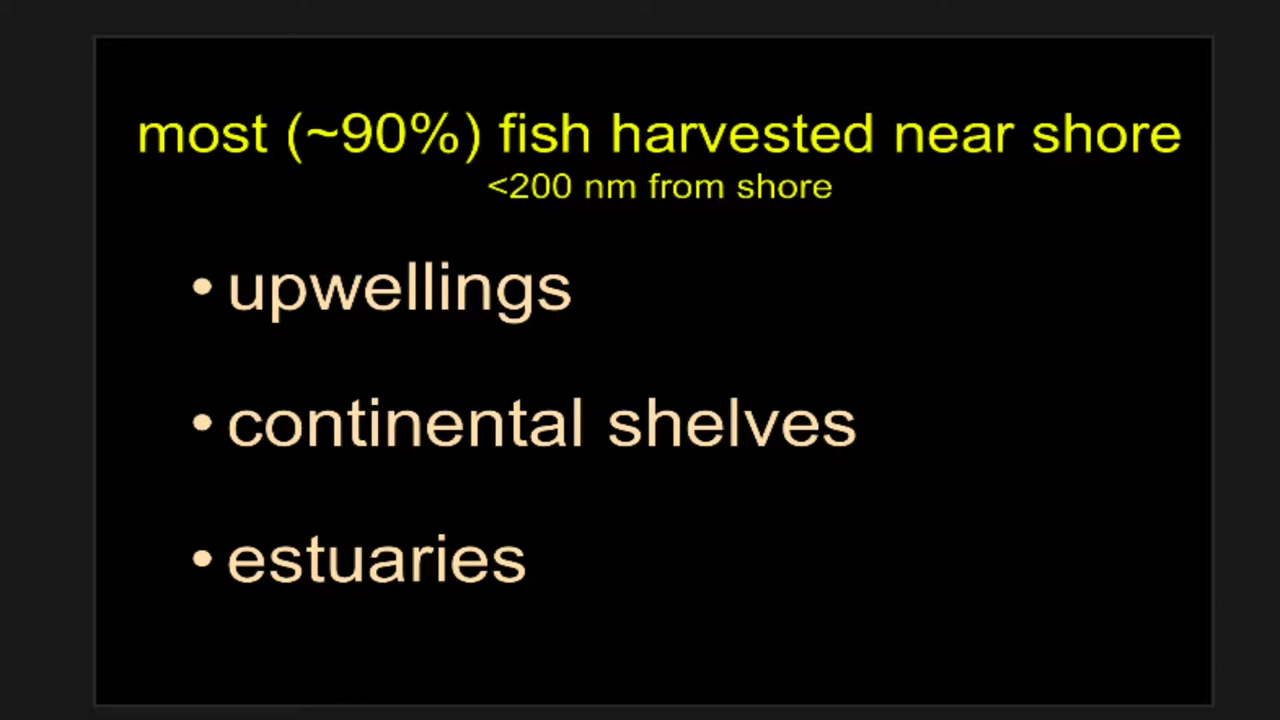 most (~90%) fish harvested near shore
<200 nm from shore
• upwellings
• continental shelves
• estuaries